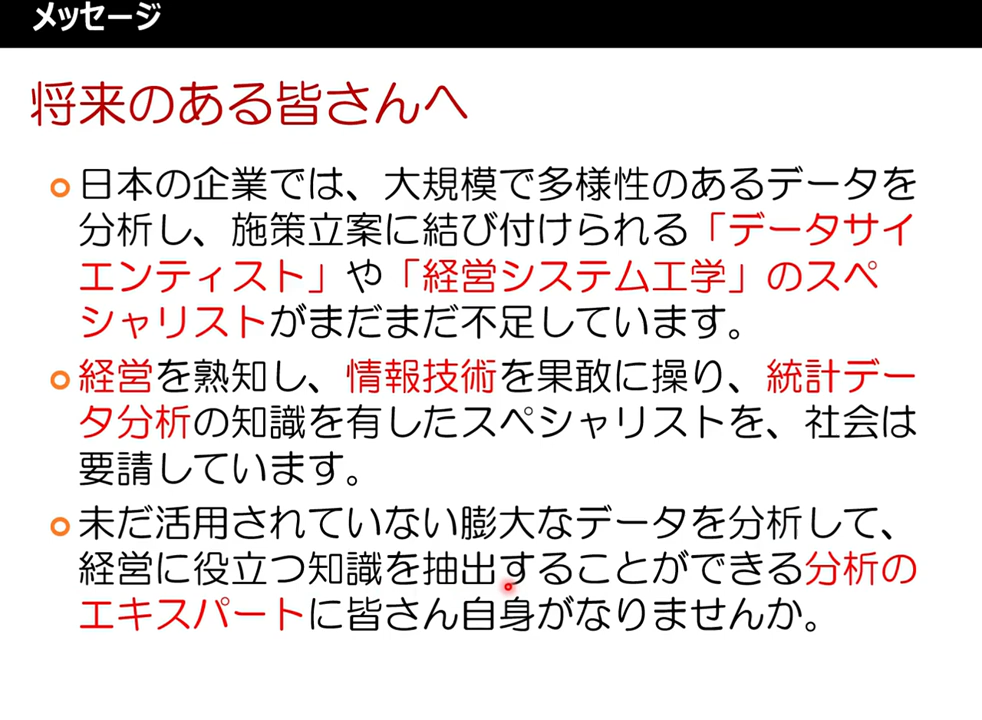 メッセージ
将来のある皆さんへ
日本の企業では、大規模で多様性のあるデータを
分析し、施策立案に結び付けられる「データサイ
エンティスト」や「経営システム工学」のスペ
シャリストがまだまだ不足しています。
経営を熟知し、情報技術を果敢に操り、統計デー
タ分析の知識を有したスペシャリストを、社会は
要請しています。
未だ活用されていない膨大なデータを分析して、
経営に役立つ知識を抽出することができる分析の
エキスパートに皆さん自身がなりませんか。